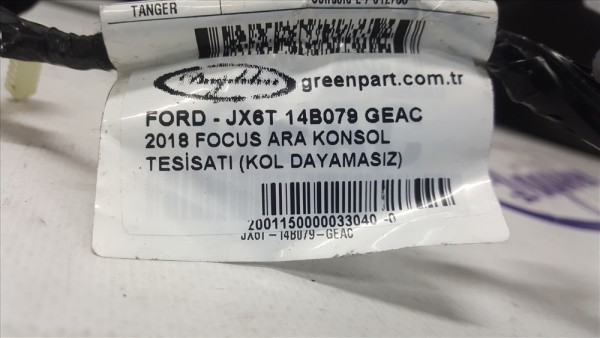 TANGER
greenpart.com.tr
FORD - JX6T 14B079 GEAC
2018 FOCUS ARA KONSOL
TESİSATI (KOL DAYAMASIZ)
2001150000033040 -0
JX6T-14B079-GEAC